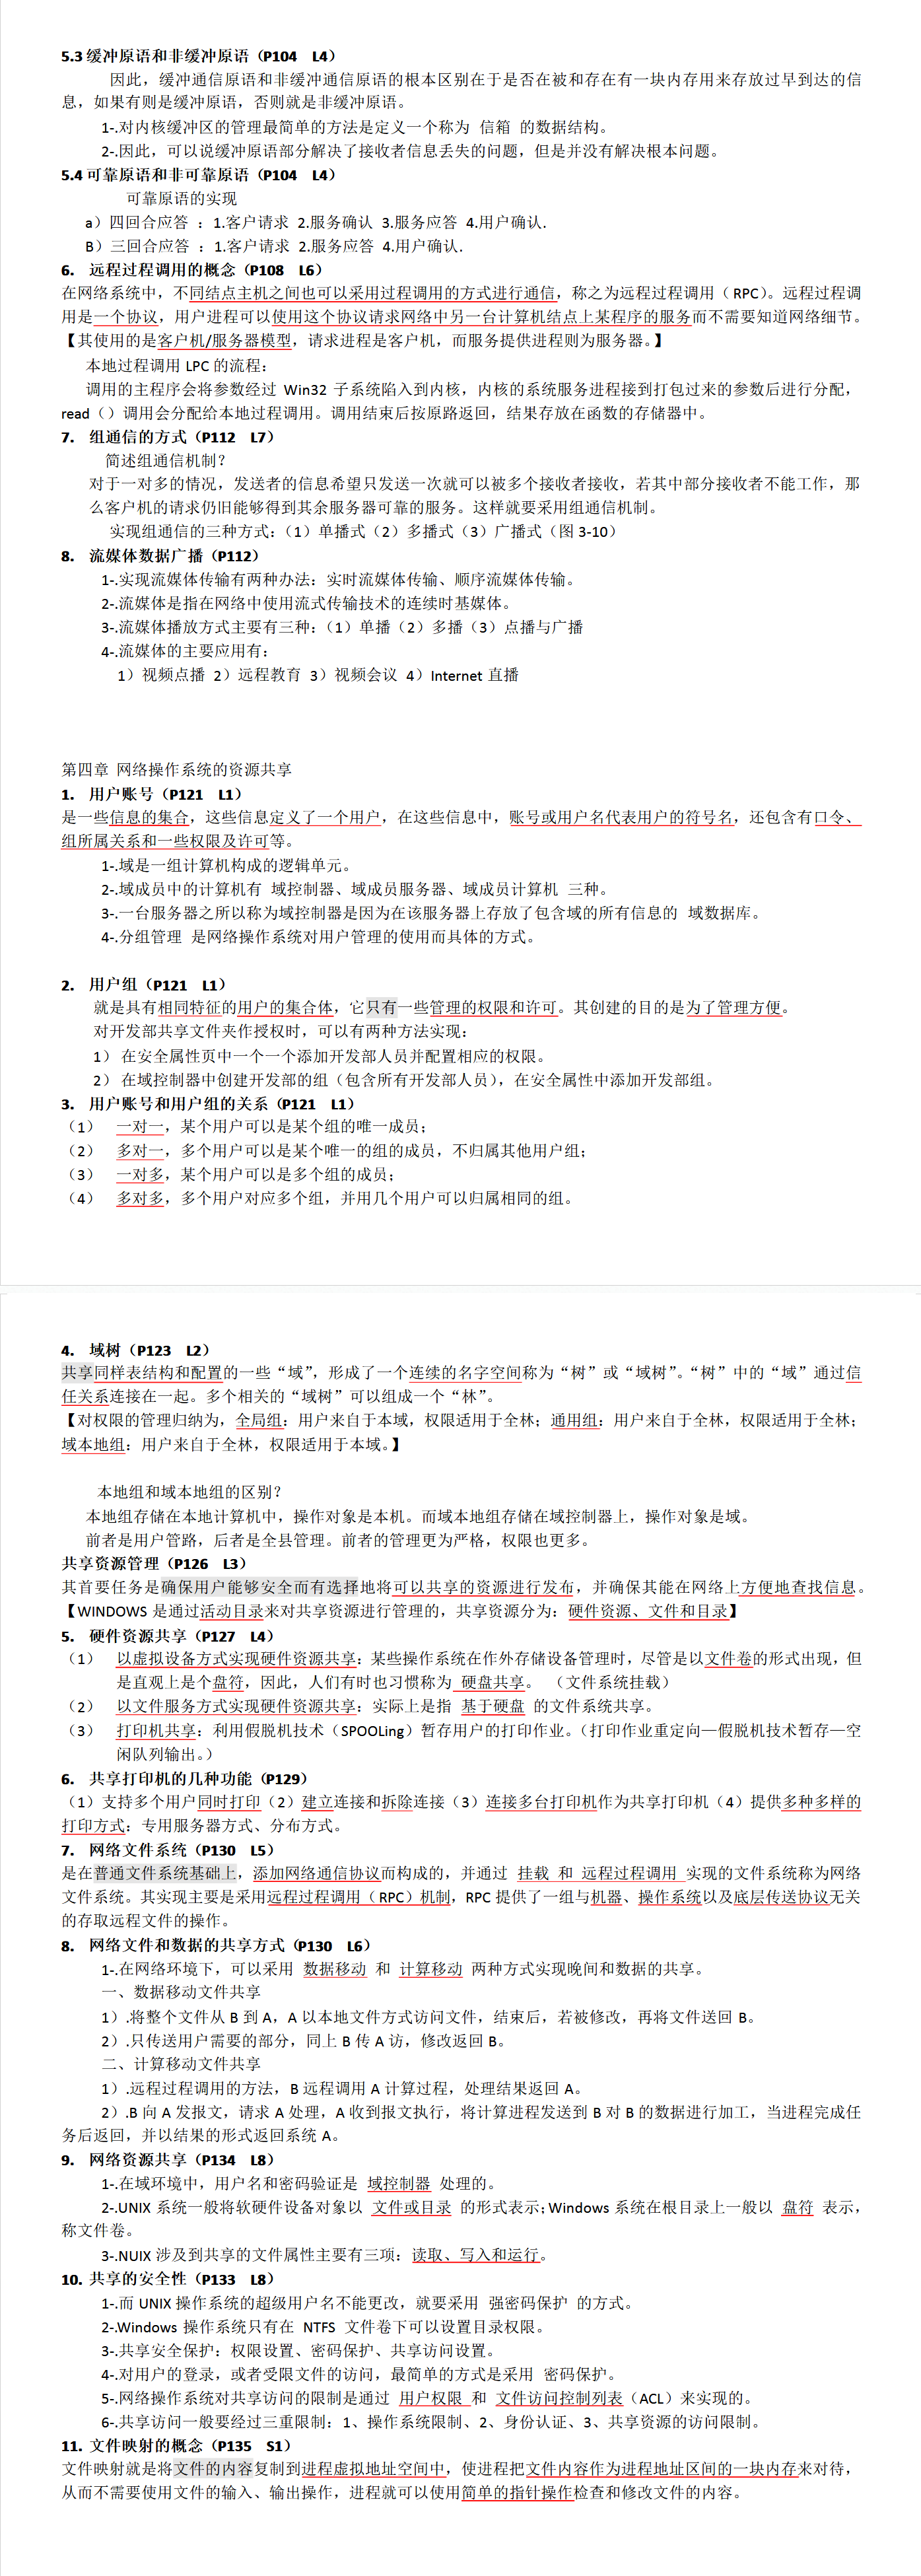 5.3 缓冲原语和非缓冲原语（P104 L4）
因此，缓冲通信原语和非缓冲通信原语的根本区别在于是否在被和存在有一块内存用来存放过早到达的信
息，如果有则是缓冲原语，否则就是非缓冲原语。
1-.对内核缓冲区的管理最简单的方法是定义一个称为 信箱 的数据结构。
2-.因此，可以说缓冲原语部分解决了接收者信息丢失的问题，但是并没有解决根本问题。
5.4 可靠原语和非可靠原语（P104 L4）
可靠原语的实现
a）四回合应答 ：1.客户请求 2.服务确认 3.服务应答 4.用户确认.
B）三回合应答 ：1.客户请求 2.服务应答 4.用户确认.
6. 远程过程调用的概念（P108 L6）
在网络系统中，不同结点主机之间也可以采用过程调用的方式进行通信，称之为远程过程调用（RPC）。远程过程调
用是一个协议，用户进程可以使用这个协议请求网络中另一台计算机结点上某程序的服务而不需要知道网络细节。
【其使用的是客户机/服务器模型，请求进程是客户机，而服务提供进程则为服务器。】
本地过程调用 LPC 的流程：
调用的主程序会将参数经过 Win32 子系统陷入到内核，内核的系统服务进程接到打包过来的参数后进行分配，
read（）调用会分配给本地过程调用。调用结束后按原路返回，结果存放在函数的存储器中。
7. 组通信的方式（P112 L7）
简述组通信机制？
对于一对多的情况，发送者的信息希望只发送一次就可以被多个接收者接收，若其中部分接收者不能工作，那
么客户机的请求仍旧能够得到其余服务器可靠的服务。这样就要采用组通信机制。
实现组通信的三种方式：（1）单播式（2）多播式（3）广播式（图 3-10）
8. 流媒体数据广播（P112）
1-.实现流媒体传输有两种办法：实时流媒体传输、顺序流媒体传输。
2-.流媒体是指在网络中使用流式传输技术的连续时基媒体。
3-.流媒体播放方式主要有三种：（1）单播（2）多播（3）点播与广播
4-.流媒体的主要应用有：
1）视频点播 2）远程教育 3）视频会议 4）Internet 直播
第四章 网络操作系统的资源共享
1. 用户账号（P121 L1）
是一些信息的集合，这些信息定义了一个用户，在这些信息中，账号或用户名代表用户的符号名，还包含有口令、
组所属关系和一些权限及许可等。
1-.域是一组计算机构成的逻辑单元。
2-.域成员中的计算机有 域控制器、域成员服务器、域成员计算机 三种。
3-.一台服务器之所以称为域控制器是因为在该服务器上存放了包含域的所有信息的 域数据库。
4-.分组管理 是网络操作系统对用户管理的使用而具体的方式。
2. 用户组（P121 L1）
就是具有相同特征的用户的集合体，它只有一些管理的权限和许可。其创建的目的是为了管理方便。
对开发部共享文件夹作授权时，可以有两种方法实现：
1） 在安全属性页中一个一个添加开发部人员并配置相应的权限。
2） 在域控制器中创建开发部的组（包含所有开发部人员），在安全属性中添加开发部组。
3. 用户账号和用户组的关系（P121 L1）
（1） 一对一，某个用户可以是某个组的唯一成员；
（2） 多对一，多个用户可以是某个唯一的组的成员，不归属其他用户组；
（3） 一对多，某个用户可以是多个组的成员；
（4） 多对多，多个用户对应多个组，并用几个用户可以归属相同的组。
4. 域树（P123 L2）
共享同样表结构和配置的一些“域”，形成了一个连续的名字空间称为“树”或“域树”。“树”中的“域”通过信
任关系连接在一起。多个相关的“域树”可以组成一个“林”。
【对权限的管理归纳为，全局组：用户来自于本域，权限适用于全林；通用组：用户来自于全林，权限适用于全林；
域本地组：用户来自于全林，权限适用于本域。】
本地组和域本地组的区别？
本地组存储在本地计算机中，操作对象是本机。而域本地组存储在域控制器上，操作对象是域。
前者是用户管路，后者是全县管理。前者的管理更为严格，权限也更多。
共享资源管理（P126 L3）
其首要任务是确保用户能够安全而有选择地将可以共享的资源进行发布，并确保其能在网络上方便地查找信息。
【WINDOWS 是通过活动目录来对共享资源进行管理的，共享资源分为：硬件资源、文件和目录】
5. 硬件资源共享（P127 L4）
（1） 以虚拟设备方式实现硬件资源共享：某些操作系统在作外存储设备管理时，尽管是以文件卷的形式出现，但
是直观上是个盘符，因此，人们有时也习惯称为 硬盘共享。 （文件系统挂载）
（2） 以文件服务方式实现硬件资源共享：实际上是指 基于硬盘 的文件系统共享。
（3） 打印机共享：利用假脱机技术（SPOOLing）暂存用户的打印作业。（打印作业重定向—假脱机技术暂存—空
闲队列输出。）
6. 共享打印机的几种功能（P129）
（1）支持多个用户同时打印（2）建立连接和拆除连接（3）连接多台打印机作为共享打印机（4）提供多种多样的
打印方式：专用服务器方式、分布方式。
7. 网络文件系统（P130 L5）
是在普通文件系统基础上，添加网络通信协议而构成的，并通过 挂载 和 远程过程调用 实现的文件系统称为网络
文件系统。其实现主要是采用远程过程调用（RPC）机制，RPC 提供了一组与机器、操作系统以及底层传送协议无关
的存取远程文件的操作。
8. 网络文件和数据的共享方式（P130 L6）
1-.在网络环境下，可以采用 数据移动 和 计算移动 两种方式实现晚间和数据的共享。
一、数据移动文件共享
1）.将整个文件从 B 到 A，A 以本地文件方式访问文件，结束后，若被修改，再将文件送回 B。
2）.只传送用户需要的部分，同上 B 传 A 访，修改返回 B。
二、计算移动文件共享
1）.远程过程调用的方法，B 远程调用 A 计算过程，处理结果返回 A。
2）.B 向 A 发报文，请求 A 处理，A 收到报文执行，将计算进程发送到 B 对 B 的数据进行加工，当进程完成任
务后返回，并以结果的形式返回系统 A。
9. 网络资源共享（P134 L8）
1-.在域环境中，用户名和密码验证是 域控制器 处理的。
2-.UNIX 系统一般将软硬件设备对象以 文件或目录 的形式表示；Windows 系统在根目录上一般以 盘符 表示，
称文件卷。
3-.NUIX 涉及到共享的文件属性主要有三项：读取、写入和运行。
10. 共享的安全性（P133 L8）
1-.而 UNIX 操作系统的超级用户名不能更改，就要采用 强密码保护 的方式。
2-.Windows 操作系统只有在 NTFS 文件卷下可以设置目录权限。
3-.共享安全保护：权限设置、密码保护、共享访问设置。
4-.对用户的登录，或者受限文件的访问，最简单的方式是采用 密码保护。
5-.网络操作系统对共享访问的限制是通过 用户权限 和 文件访问控制列表（ACL）来实现的。
6-.共享访问一般要经过三重限制：1、操作系统限制、2、身份认证、3、共享资源的访问限制。
11. 文件映射的概念（P135 S1）
文件映射就是将文件的内容复制到进程虚拟地址空间中，使进程把文件内容作为进程地址区间的一块内存来对待，
从而不需要使用文件的输入、输出操作，进程就可以使用简单的指针操作检查和修改文件的内容。